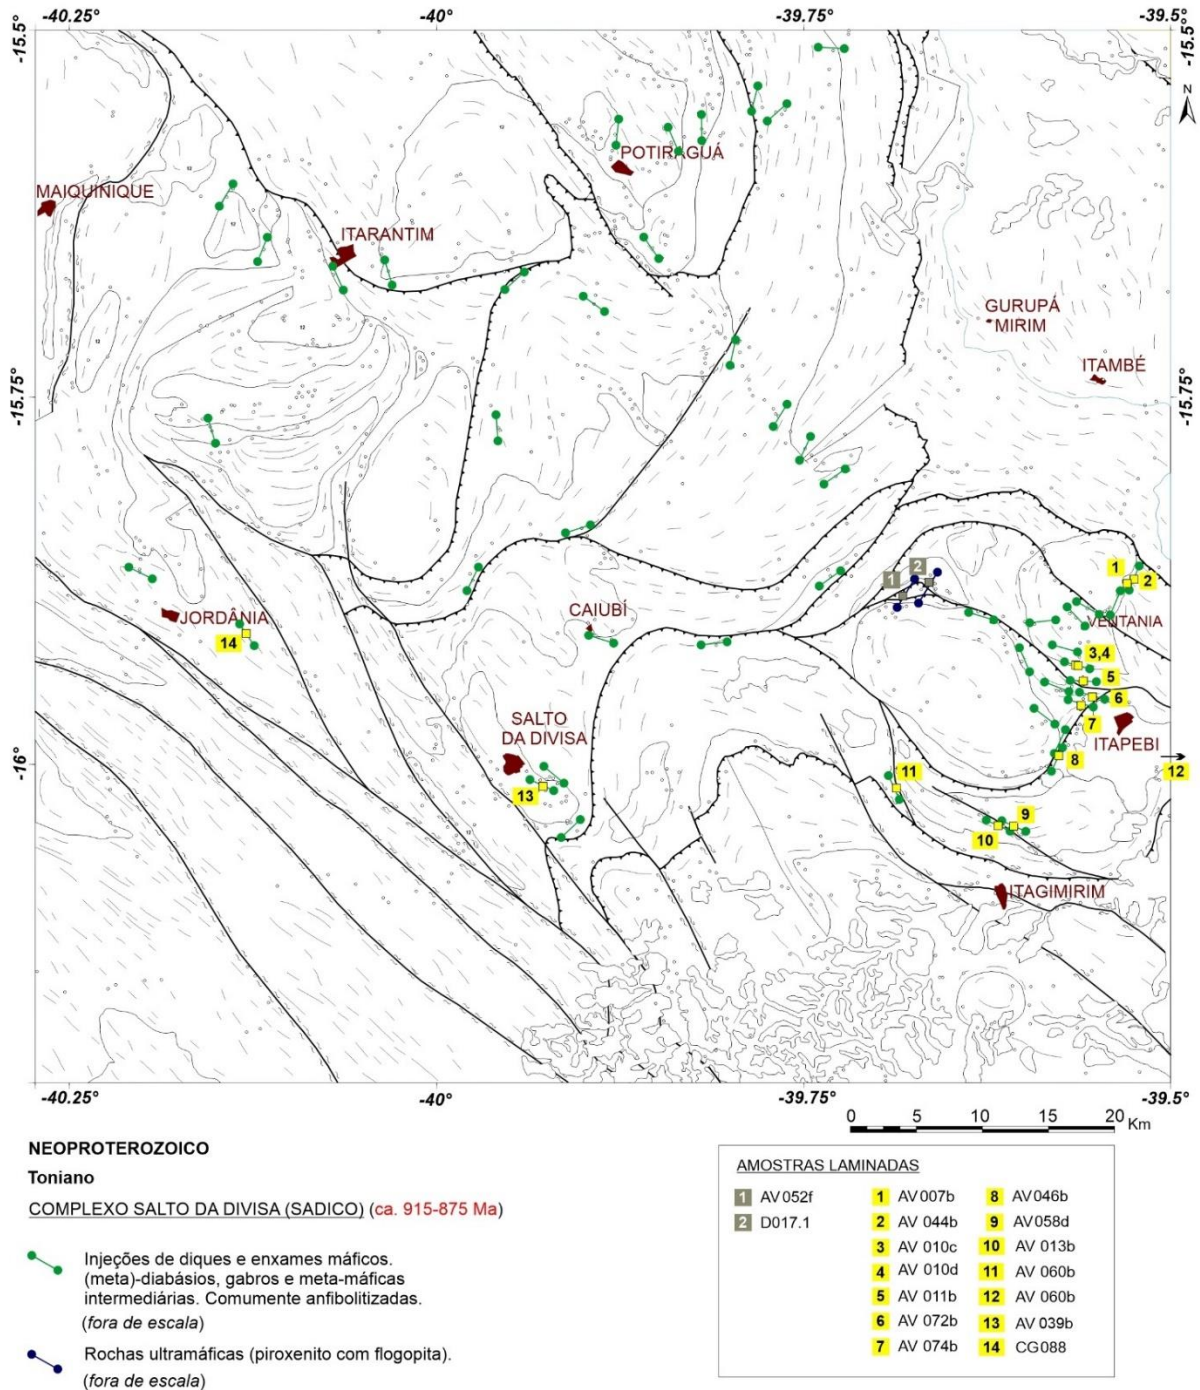 -40.25° -40° -39.75° -39.5°
-15.5° -15.5°
N
POTIRAGUÁ
MAIQUINIQUE
ITARANTIM
GURUPÁ
MIRIM
ITAMBÉ
-15.75° -15.75°
1 2
1 2
CAIUBÍ
JORDÂNIA
VENTANIA
14
3,4
5
6
SALTO
DA DIVISA
7
ITAPEBI
-16° -16°
8
11 12
13
9
10
ITAGIMIRIM
-40.25° -40° -39.75° -39.5°
0 5 10 15 20 Km
NEOPROTEROZOICO
Toniano
COMPLEXO SALTO DA DIVISA (SADICO) (ca. 915-875 Ma)
Injeções de diques e enxames máficos.
(meta)-diabásios, gabros e meta-máficas
intermediárias. Comumente anfibolitizadas.
(fora de escala)
Rochas ultramáficas (piroxenito com flogopita).
(fora de escala)
AMOSTRAS LAMINADAS
1 AV 052f
2 D017.1
1 AV 007b
2 AV 044b
3 AV 010c
4 AV 010d
5 AV 011b
6 AV 072b
7 AV 074b
8 AV 046b
9 AV 058d
10 AV 013b
11 AV 060b
12 AV 060b
13 AV 039b
14 CG 088